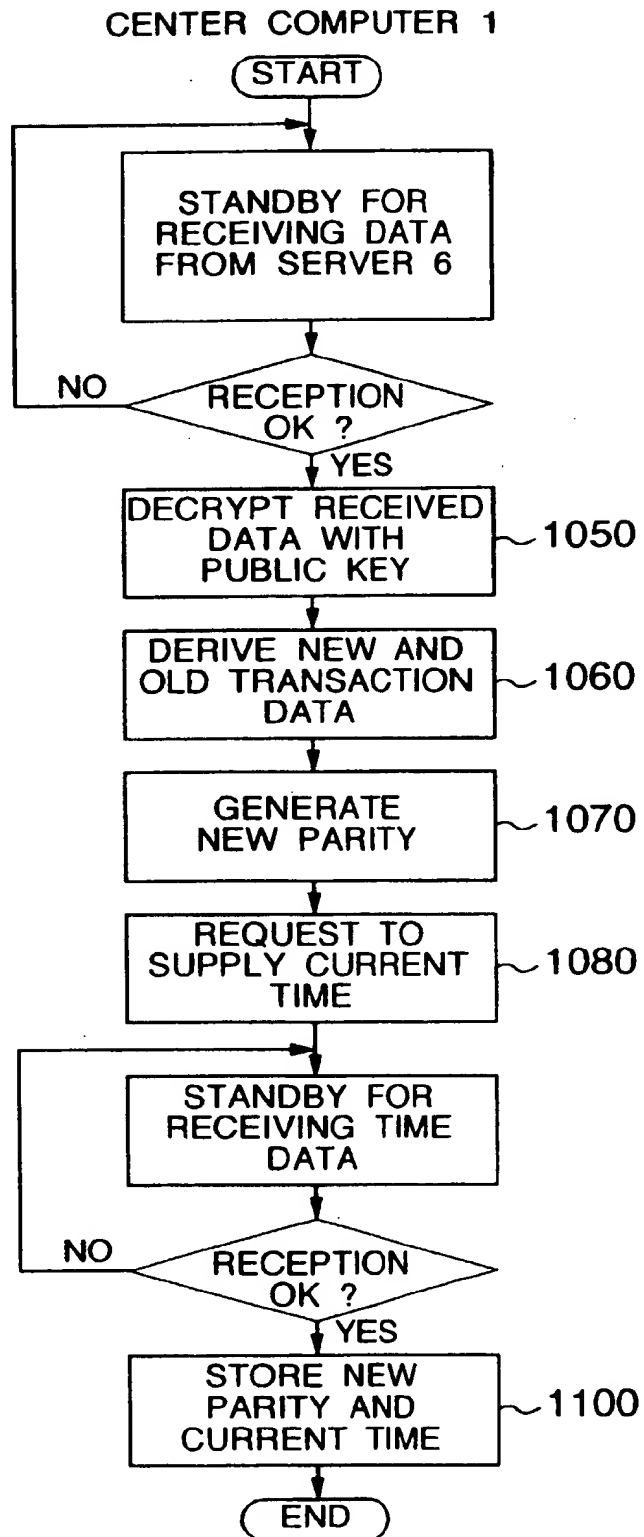 CENTER COMPUTER 1
START
STANDBY FOR
RECEIVING DATA
FROM SERVER 6
NO
RECEPTION
OK ?
YES
DECRYPT RECEIVED
DATA WITH
PUBLIC KEY
1050
DERIVE NEW AND
OLD TRANSACTION
DATA
1060
GENERATE
NEW PARITY
1070
REQUEST TO
SUPPLY CURRENT
TIME
1080
STANDBY FOR
RECEIVING TIME
DATA
NO
RECEPTION
OK ?
YES
STORE NEW
PARITY AND
CURRENT TIME
1100
END